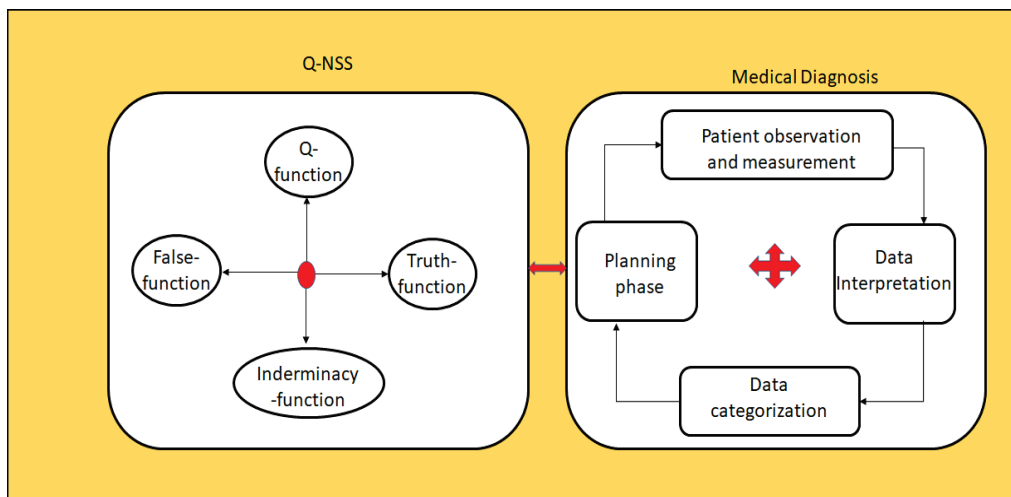 Q-NSS
Q-
function
False-
function
Truth-
function
Inderminacy
-function
Medical Diagnosis
Patient observation
and measurement
Planning
phase
Data
Interpretation
Data
categorization